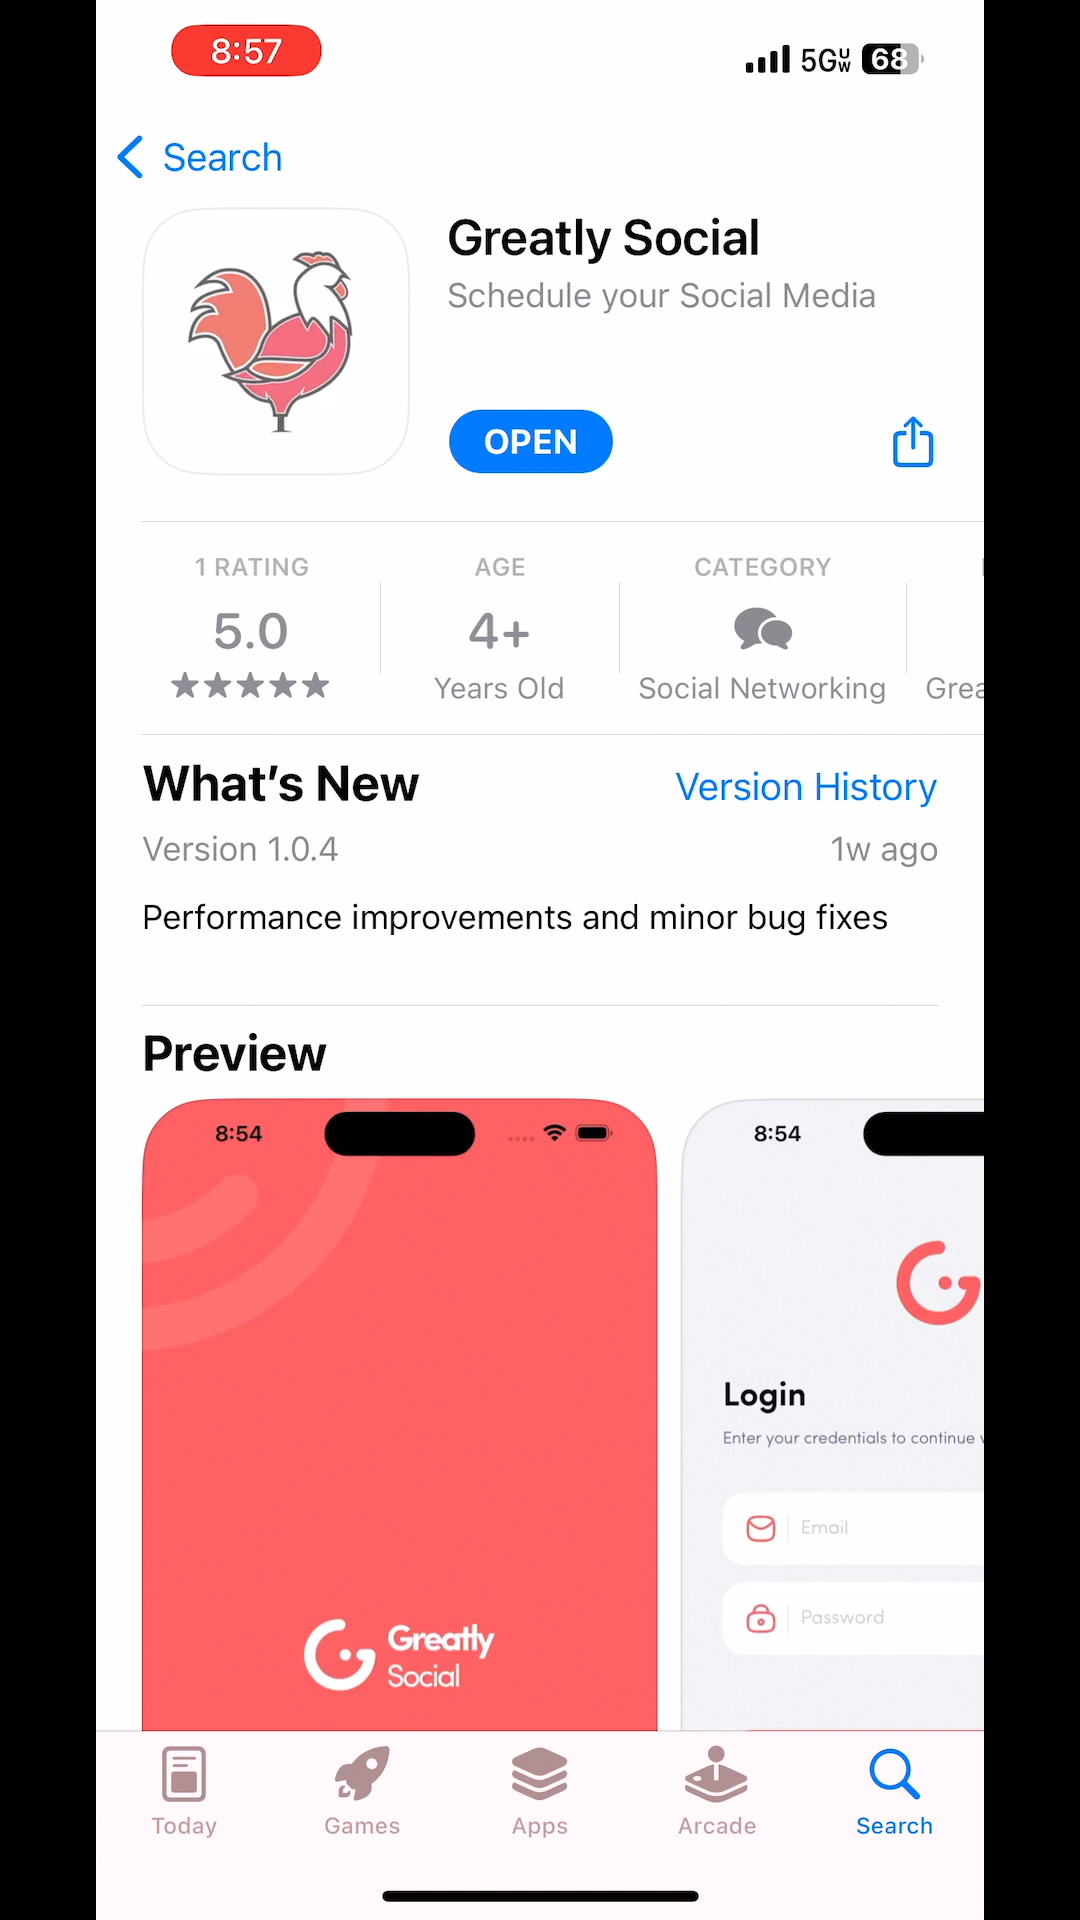 8:57
5GUW 68
Search
Greatly Social
Schedule your Social Media
OPEN
1 RATING
AGE
CATEGORY
5.0
4+
Years Old
Social Networking
Grea
What's New
Version History
Version 1.0.4
1w ago
Performance improvements and minor bug fixes
Preview
8:54
8:54
Login
Enter your credentials to continue
Email
Password
Greatly
Social
Today
Games
Apps
Arcade
Search